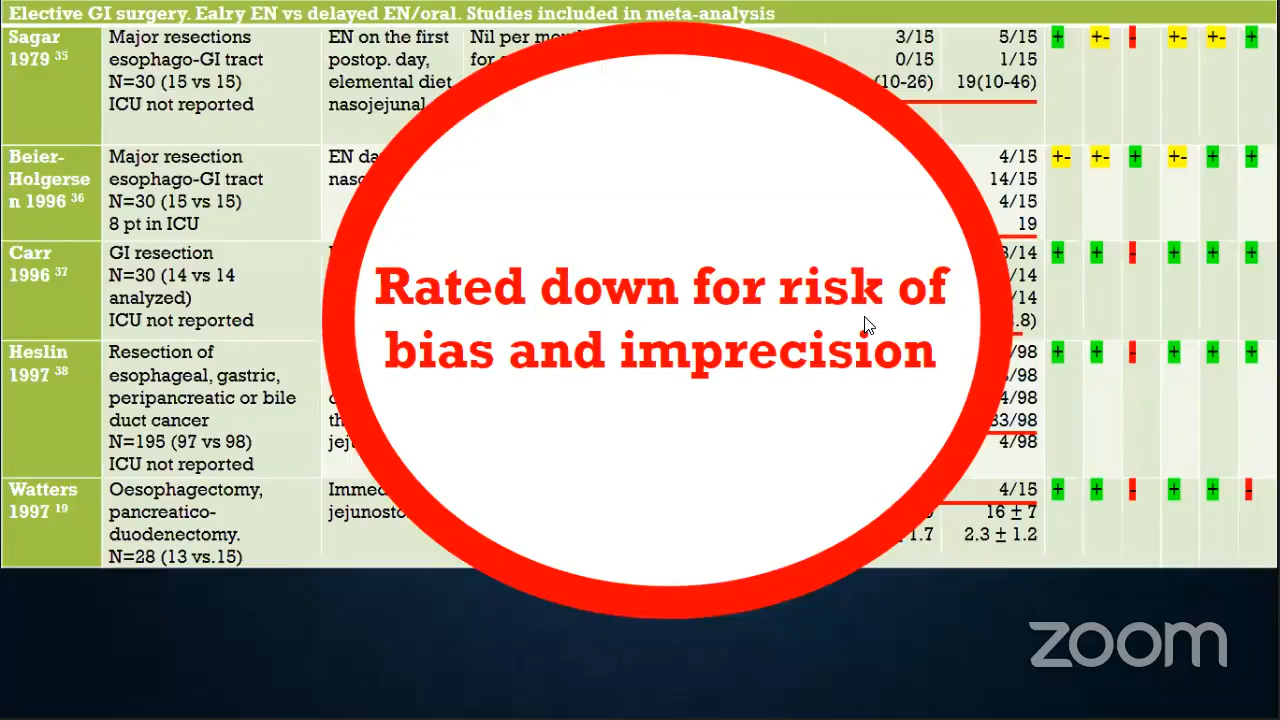 Elective GI surgery. Ealry EN vs delayed EN/oral. Studies included in meta-analysis
Sagar
1979 35
Major resections
esophago-GI tract
N=30 (15 vs 15)
ICU not reported
EN on the first
postop. day,
elemental diet
nasojejunal
Nil per
for
3/15
0/15
(10-26)
5/15
1/15
19(10-46)
+ +- - +- +- +
Beier-
Holgerse
n 1996 36
Major resection
esophago-GI tract
N=30 (15 vs 15)
8 pt in ICU
EN
4/15
14/15
4/15
19
+- +- + +- + +
Carr
1996 37
GI resection
N=30 (14 vs 14
analyzed)
ICU not reported
/14
/14
/14
.8)
+ + - + + +
Heslin
1997 38
Resection of
esophageal, gastric,
peripancreatic or bile
duct cancer
N=195 (97 vs 98)
ICU not reported
/98
/98
4/98
33/98
4/98
+ + - + + +
Watters
1997 19
Oesophagectomy,
pancreatico-
duodenectomy.
N=28 (13 vs.15)
4/15
16 ± 7
1.7
2.3 ± 1.2
+ + - + + -
Rated down for risk of
bias and imprecision
zoom